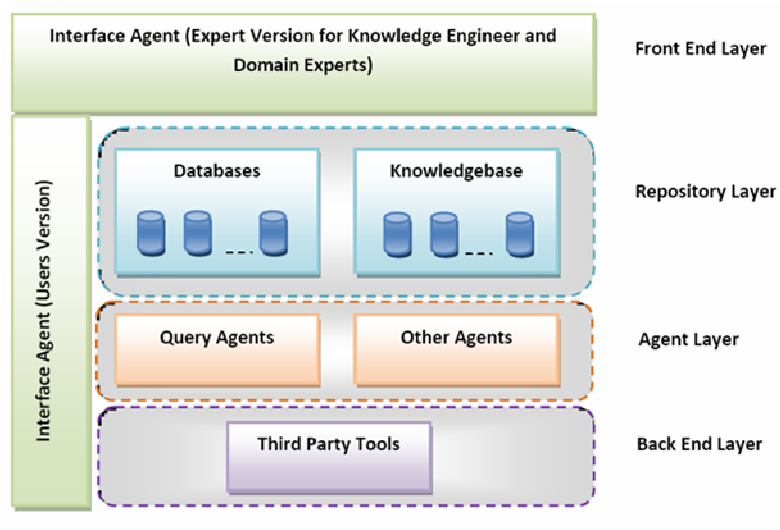 Interface Agent (Expert Version for Knowledge Engineer and
Domain Experts)
Front End Layer
Interface Agent (Users Version)
Databases
Knowledgebase
Repository Layer
Query Agents
Other Agents
Agent Layer
Third Party Tools
Back End Layer